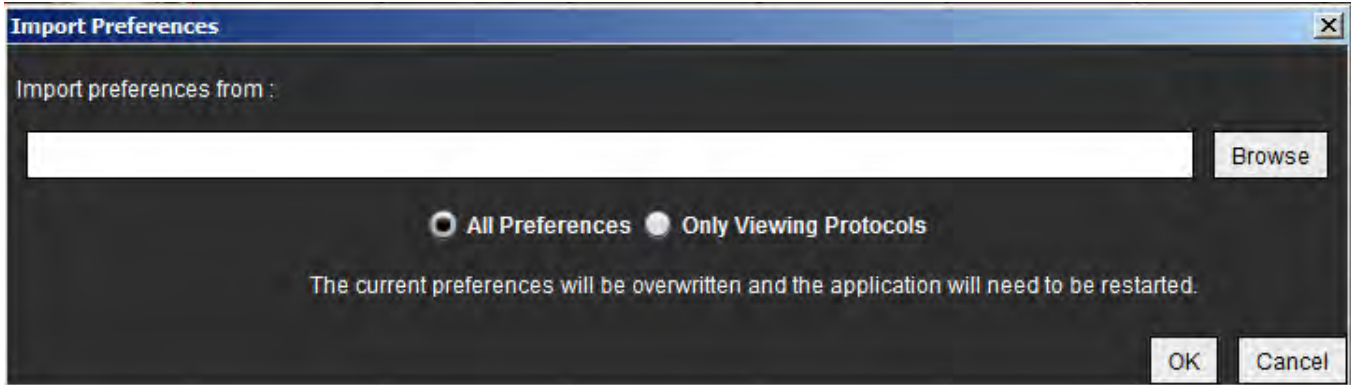 Import Preferences
Import preferences from :
Browse
All Preferences Only Viewing Protocols
The current preferences will be overwritten and the application will need to be restarted.
OK Cancel